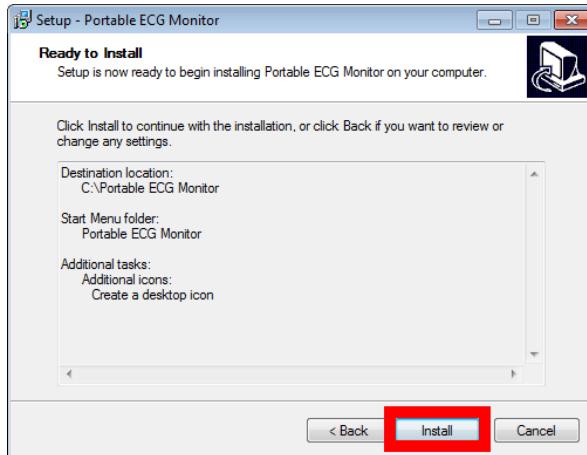 Setup - Portable ECG Monitor
Ready to Install
Setup is now ready to begin installing Portable ECG Monitor on your computer.
Click Install to continue with the installation, or click Back if you want to review or
change any settings.
Destination location:
C:\Portable ECG Monitor
Start Menu folder:
Portable ECG Monitor
Additional tasks:
Additional icons:
Create a desktop icon
< Back
Install
Cancel